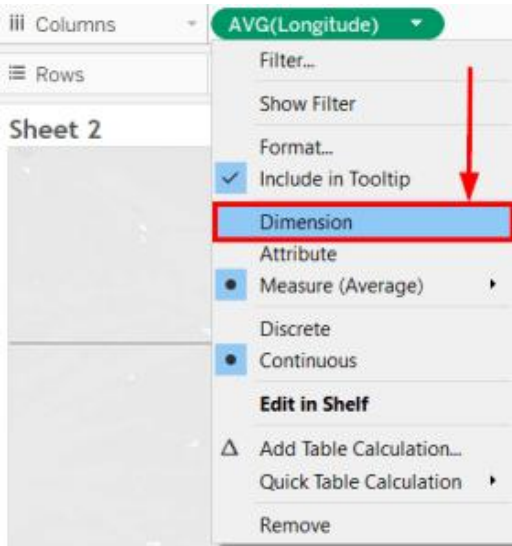 Columns
AVG(Longitude)
Rows
Sheet 2
Filter...
Show Filter
Format...
Include in Tooltip
Dimension
Attribute
Measure (Average)
Discrete
Continuous
Edit in Shelf
Add Table Calculation...
Quick Table Calculation
Remove